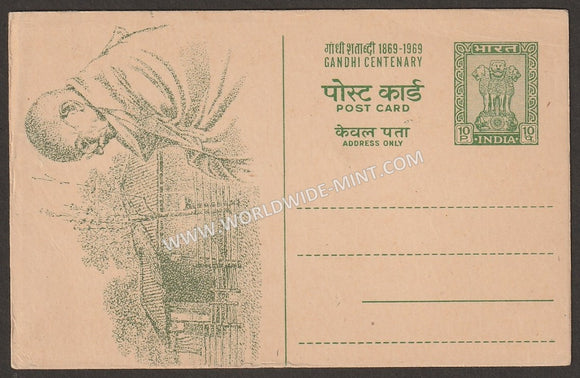 गांधी शताब्दी 1869-1969
GANDHI CENTENARY
पोस्ट कार्ड
POST CARD
केवल पता
ADDRESS ONLY
भारत
10 P. 10 पै.
INDIA
WWW.WORLDWIDE-MINT.COM